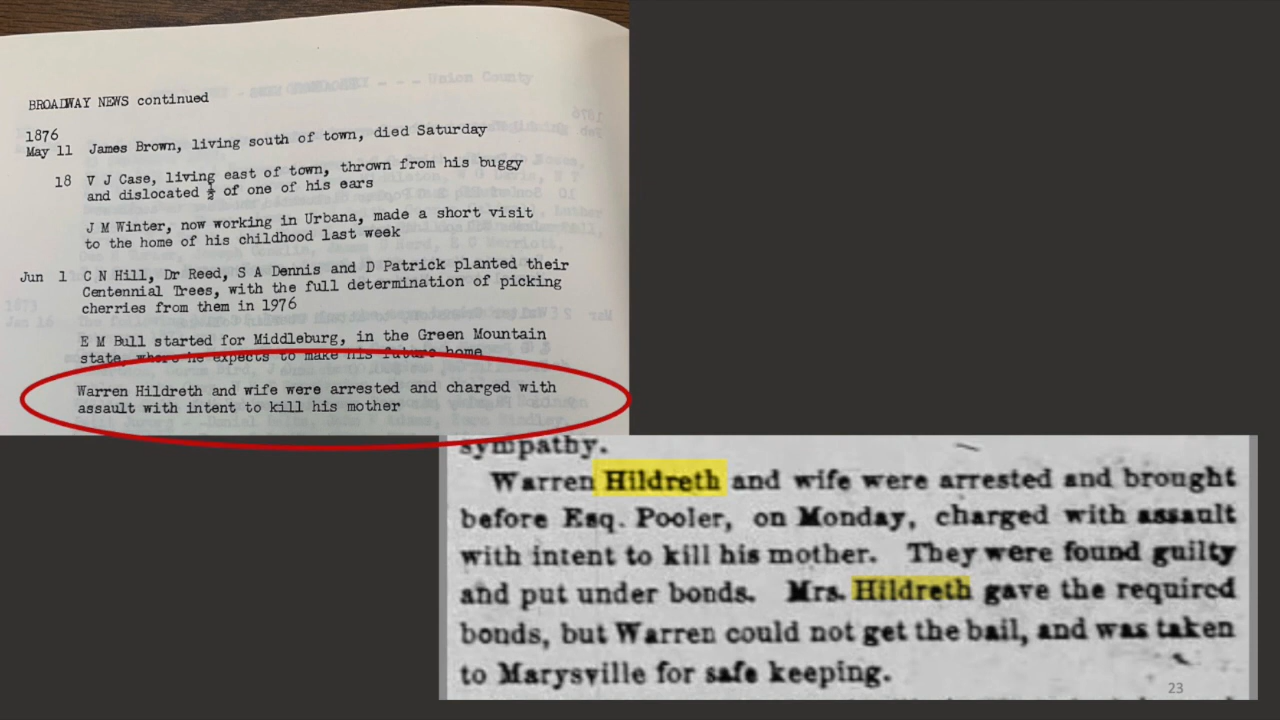 BROADWAY NEWS continued
1876
May 11 James Brown, living south of town, died Saturday
18 V J Case, living east of town, thrown from his buggy
and dislocated ½ of one of his ears
J M Winter, now working in Urbana, made a short visit
to the home of his childhood last week
Jun 1 C N Hill, Dr Reed, S A Dennis and D Patrick planted their
Centennial Trees, with the full determination of picking
cherries from them in 1976
E M Bull started for Middleburg, in the Green Mountain
state, where he expects to make his future home
Warren Hildreth and wife were arrested and charged with
assault with intent to kill his mother
sympathy.
Warren Hildreth and wife were arrested and brought
before Esq. Pooler, on Monday, charged with assault
with intent to kill his mother. They were found guilty
and put under bonds. Mrs. Hildreth gave the required
bonds, but Warren could not get the bail, and was taken
to Marysville for safe keeping.
23